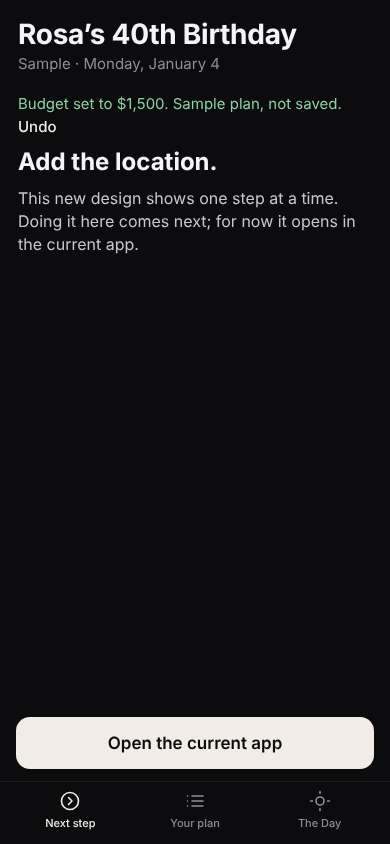 Rosa’s 40th Birthday
Sample · Monday, January 4
Budget set to $1,500. Sample plan, not saved.
Undo
Add the location.
This new design shows one step at a time.
Doing it here comes next; for now it opens in
the current app.
Open the current app
Next step
Your plan
The Day